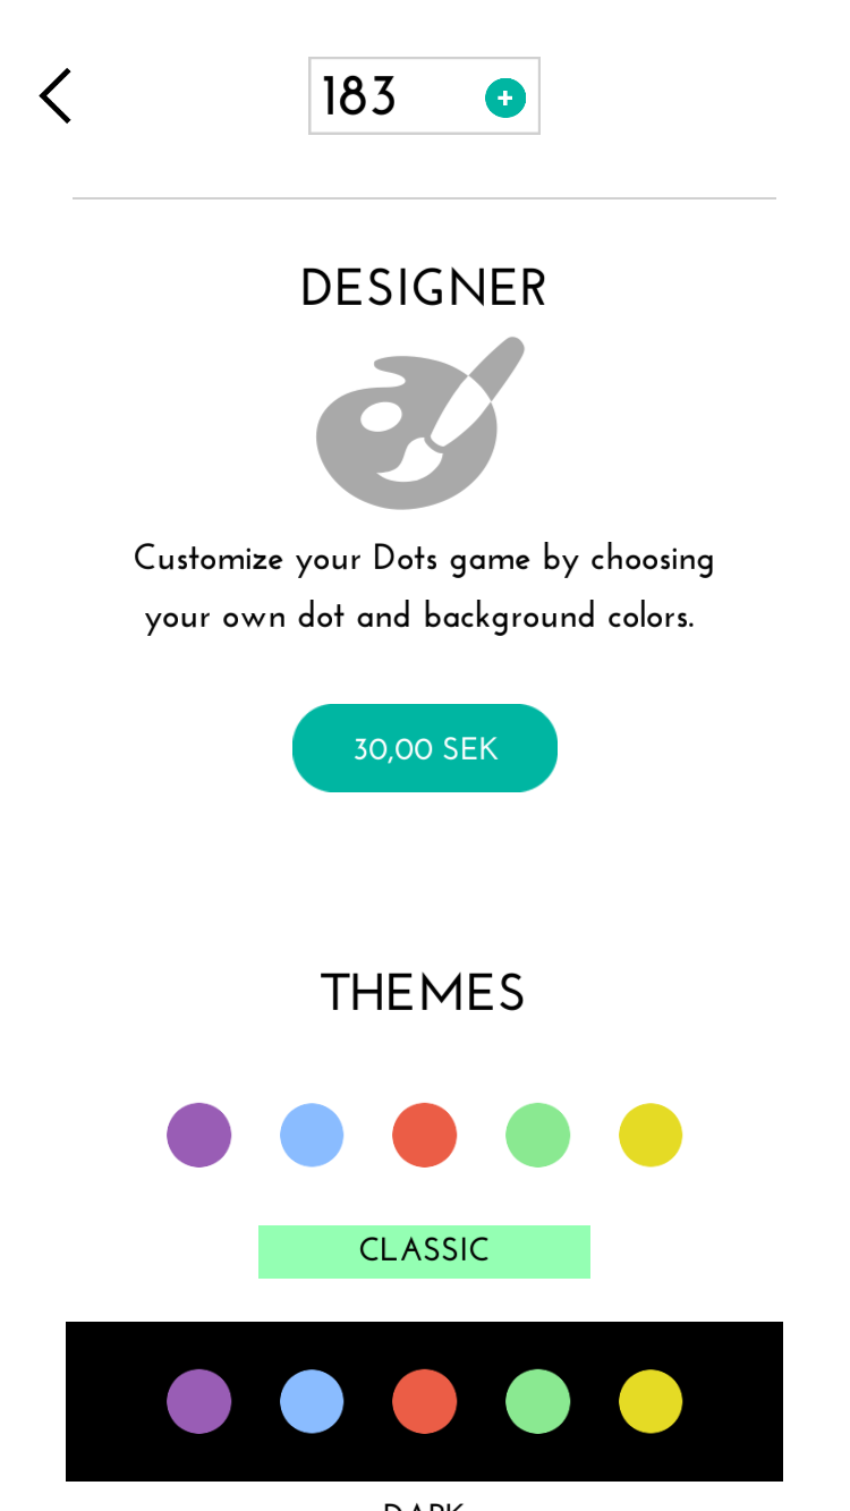 183
DESIGNER
Customize your Dots game by choosing
your own dot and background colors.
30,00 SEK
THEMES
CLASSIC
DARK